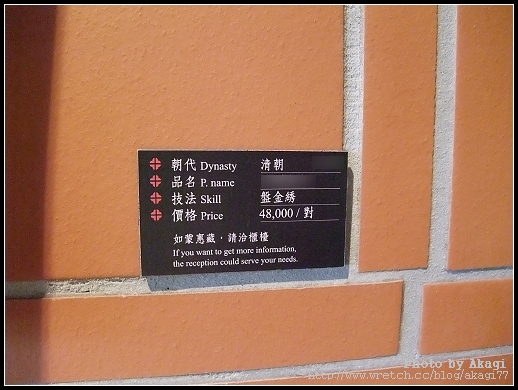 朝代 Dynasty 清朝
品名 P. name
技法 Skill 盤金綉
價格 Price 48,000 / 對
如蒙惠藏，請洽櫃檯
If you want to get more information,
the reception could serve your needs.
Photo by Akagi
http://www.wretch.cc/blog/akagi77